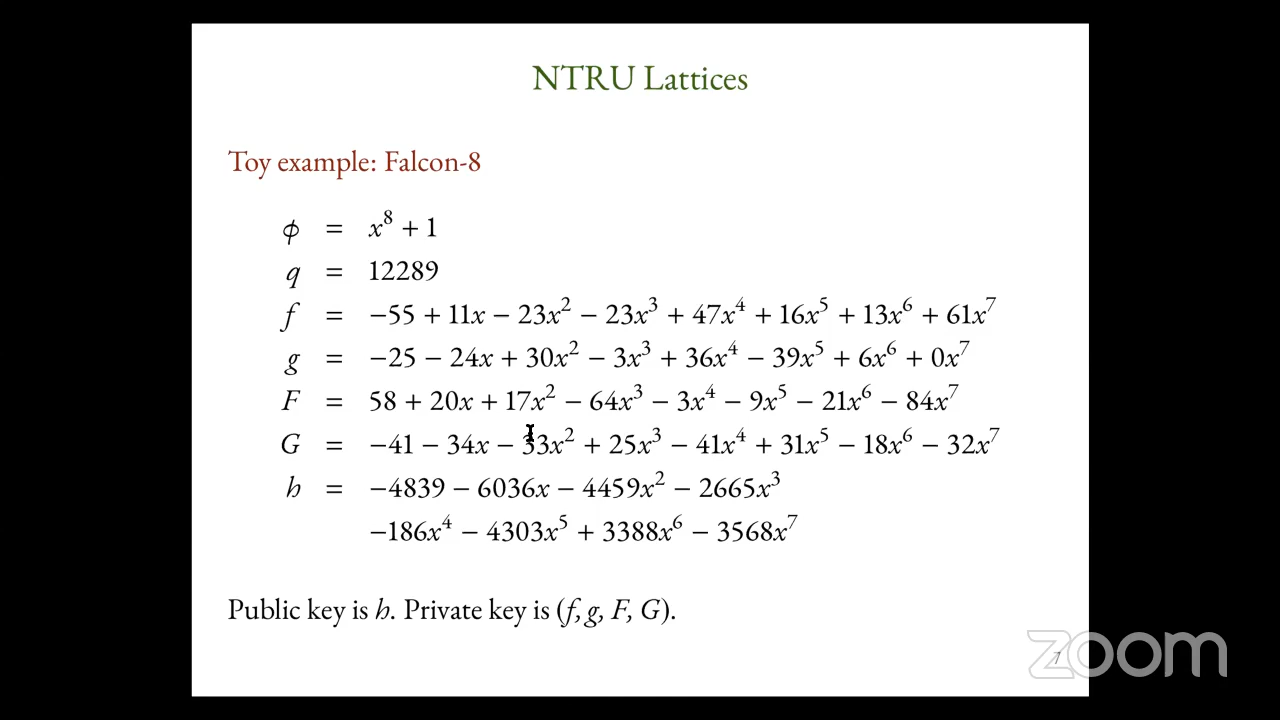 NTRU Lattices
Toy example: Falcon-8
ϕ = x⁸ + 1
q = 12289
f = −55 + 11x − 23x² − 23x³ + 47x⁴ + 16x⁵ + 13x⁶ + 61x⁷
g = −25 − 24x + 30x² − 3x³ + 36x⁴ − 39x⁵ + 6x⁶ + 0x⁷
F = 58 + 20x + 17x² − 64x³ − 3x⁴ − 9x⁵ − 21x⁶ − 84x⁷
G = −41 − 34x − 33x² + 25x³ − 41x⁴ + 31x⁵ − 18x⁶ − 32x⁷
h = −4839 − 6036x − 4459x² − 2665x³
−186x⁴ − 4303x⁵ + 3388x⁶ − 3568x⁷
Public key is h. Private key is (f, g, F, G).
7
zoom